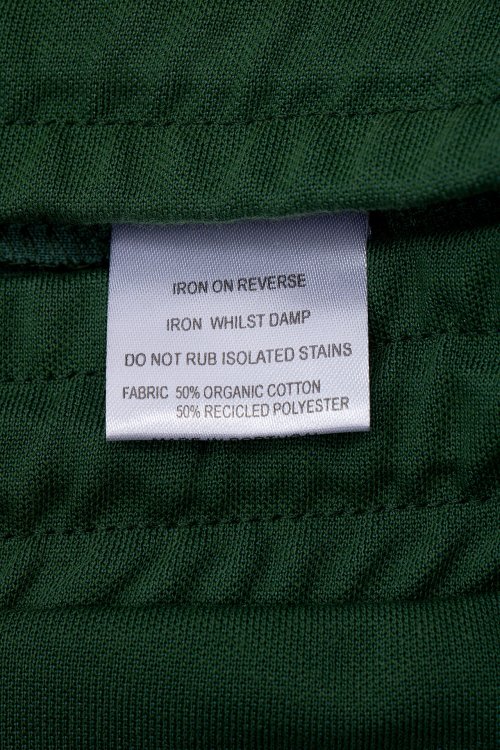 IRON ON REVERSE
IRON WHILST DAMP
DO NOT RUB ISOLATED STAINS
FABRIC 50% ORGANIC COTTON
50% RECICLED POLYESTER